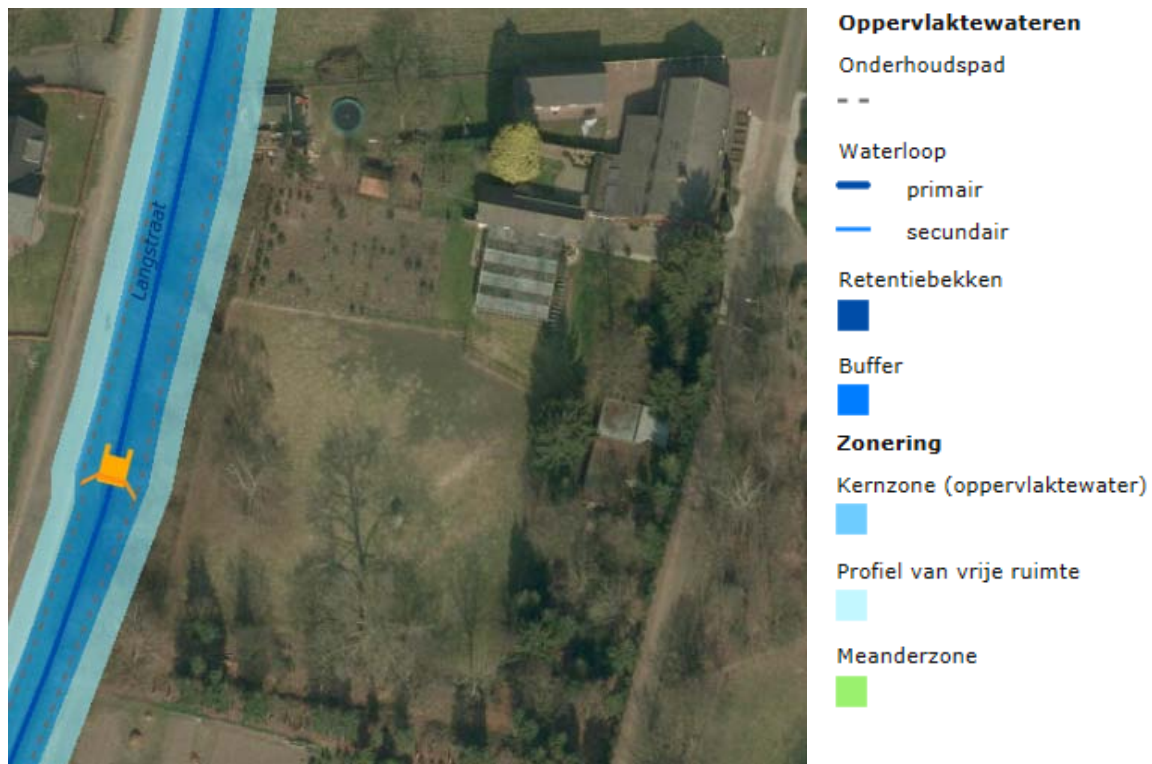 Langstraat
Oppervlaktewateren
Onderhoudspad
Waterloop
primair
secundair
Retentiebekken
Buffer
Zonering
Kernzone (oppervlaktewater)
Profiel van vrije ruimte
Meanderzone